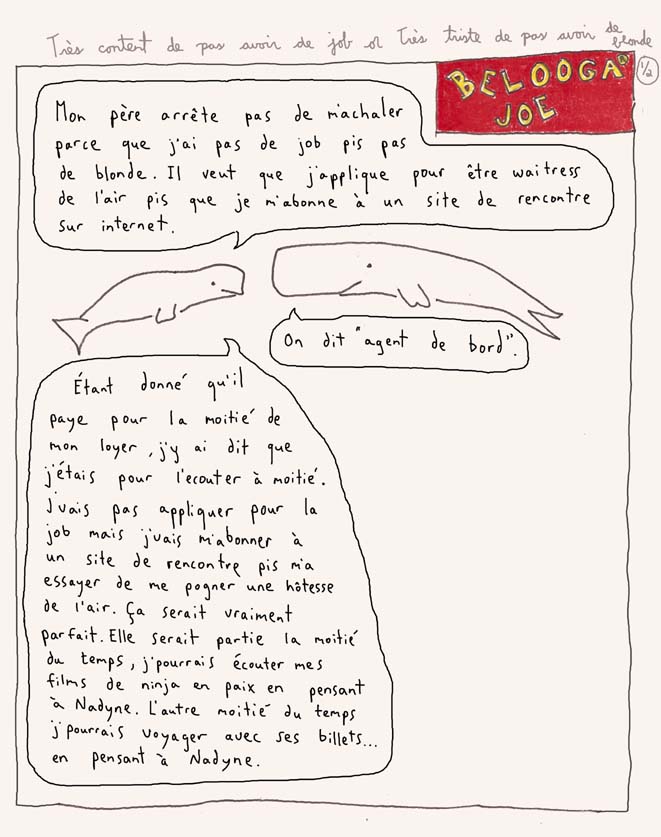 Très content de pas avoir de job or Très triste de pas avoir de blonde
BELOOGA
JOE
1/2
Mon père arrête pas de m'achaler
parce que j'ai pas de job pis pas
de blonde. Il veut que j'applique pour être waitress
de l'air pis que je m'abonne à un site de rencontre
sur internet.
On dit "agent de bord".
Étant donné qu'il
paye pour la moitié de
mon loyer, j'y ai dit que
j'étais pour l'ecouter à moitié.
J'vais pas appliquer pour la
job mais j'vais m'abonner à
un site de rencontre pis m'a
essayer de me pogner une hôtesse
de l'air. Ça serait vraiment
parfait. Elle serait partie la moitié
du temps, j'pourrais écouter mes
films de ninja en paix en pensant
à Nadyne. L'autre moitié du temps
j'pourrais voyager avec ses billets...
en pensant à Nadyne.